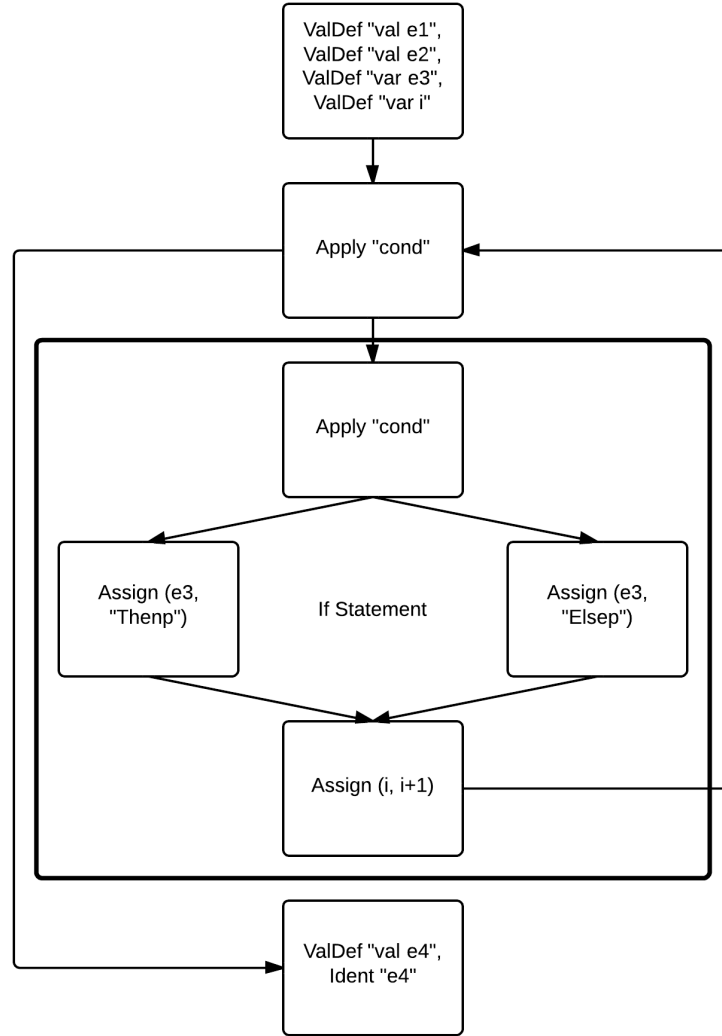 ValDef "val e1",
ValDef "val e2",
ValDef "var e3",
ValDef "var i"
Apply "cond"
Apply "cond"
Assign (e3,
"Thenp")
If Statement
Assign (e3,
"Elsep")
Assign (i, i+1)
ValDef "val e4",
Ident "e4"